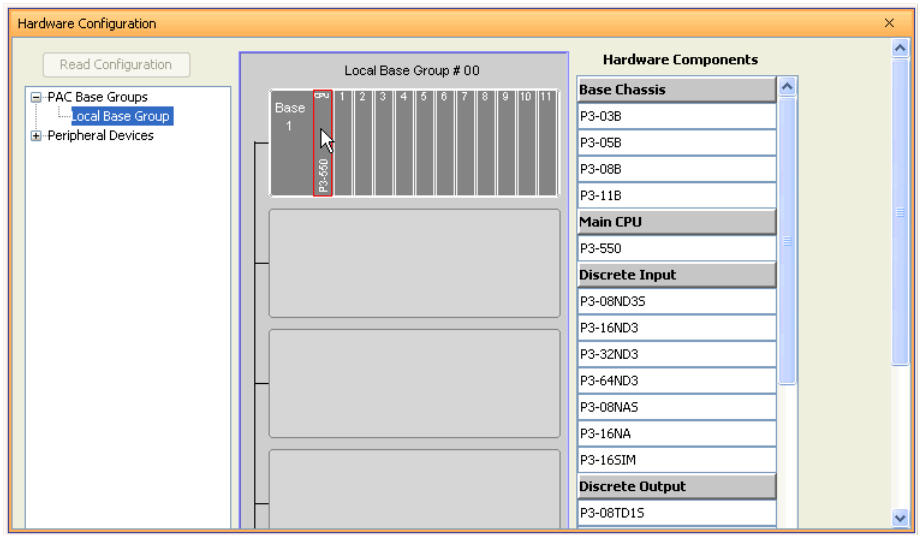 Hardware Configuration
Read Configuration
PAC Base Groups
Local Base Group
Peripheral Devices
Local Base Group # 00
Base
1
CPU
P3-550
1 2 3 4 5 6 7 8 9 10 11
Hardware Components
Base Chassis
P3-03B
P3-05B
P3-08B
P3-11B
Main CPU
P3-550
Discrete Input
P3-08ND3S
P3-16ND3
P3-32ND3
P3-64ND3
P3-08NAS
P3-16NA
P3-16SIM
Discrete Output
P3-08TD1S